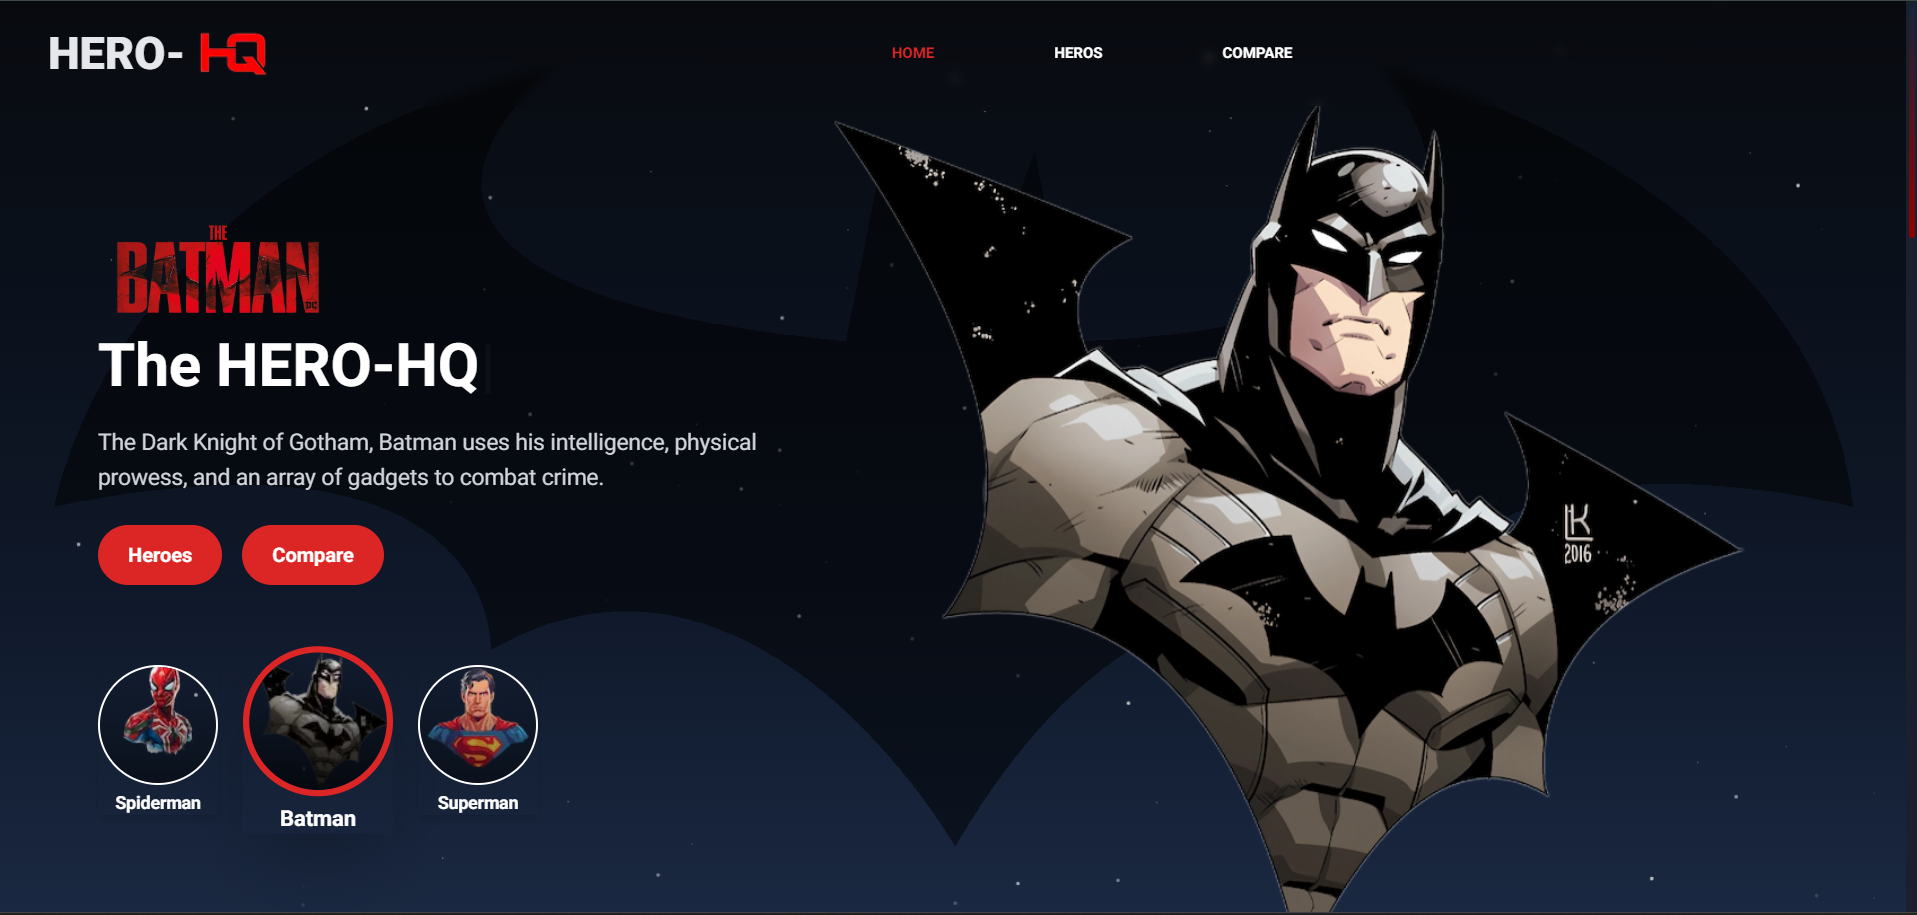 HERO- HQ
HOME
HEROS
COMPARE
THE
BATMAN
DC
The HERO-HQ
The Dark Knight of Gotham, Batman uses his intelligence, physical
prowess, and an array of gadgets to combat crime.
Heroes
Compare
LK
2016
Spiderman
Batman
Superman